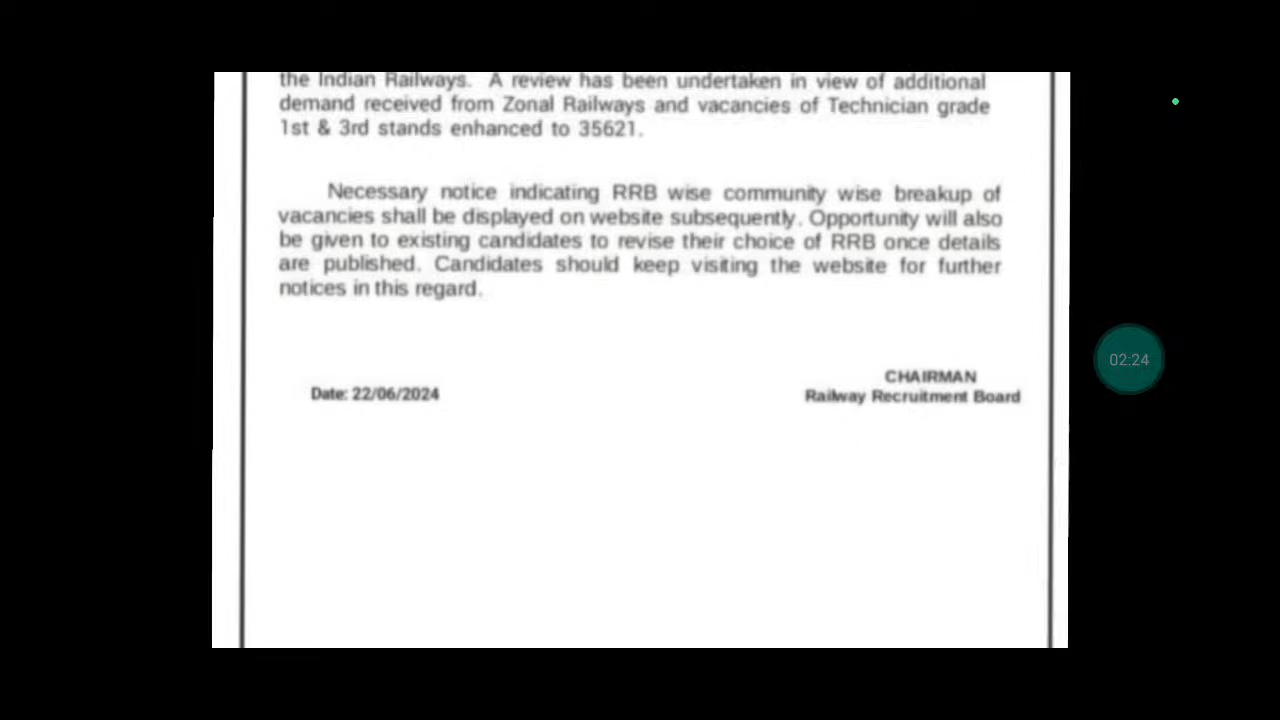 the Indian Railways. A review has been undertaken in view of additional
demand received from Zonal Railways and vacancies of Technician grade
1st & 3rd stands enhanced to 35621.
Necessary notice indicating RRB wise community wise breakup of
vacancies shall be displayed on website subsequently. Opportunity will also
be given to existing candidates to revise their choice of RRB once details
are published. Candidates should keep visiting the website for further
notices in this regard.
02:24
CHAIRMAN
Date: 22/06/2024
Railway Recruitment Board